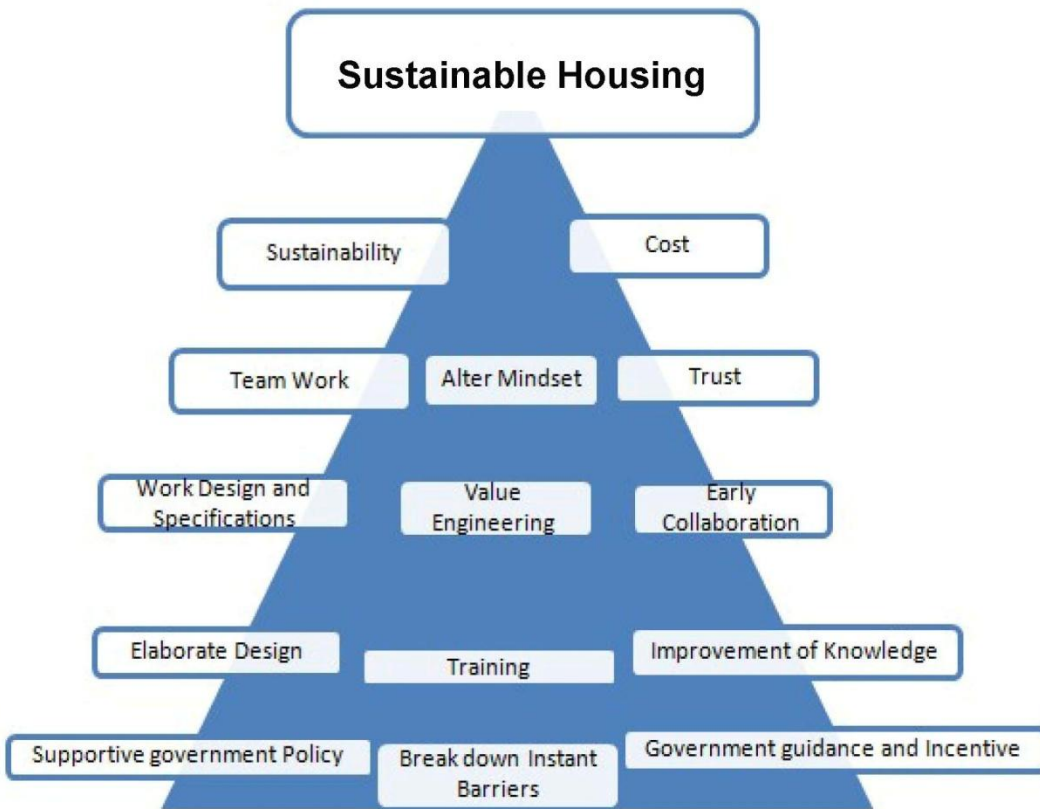 Sustainable Housing
Sustainability
Cost
Team Work
Alter Mindset
Trust
Work Design and
Specifications
Value
Engineering
Early
Collaboration
Elaborate Design
Training
Improvement of Knowledge
Supportive government Policy
Break down Instant
Barriers
Government guidance and Incentive